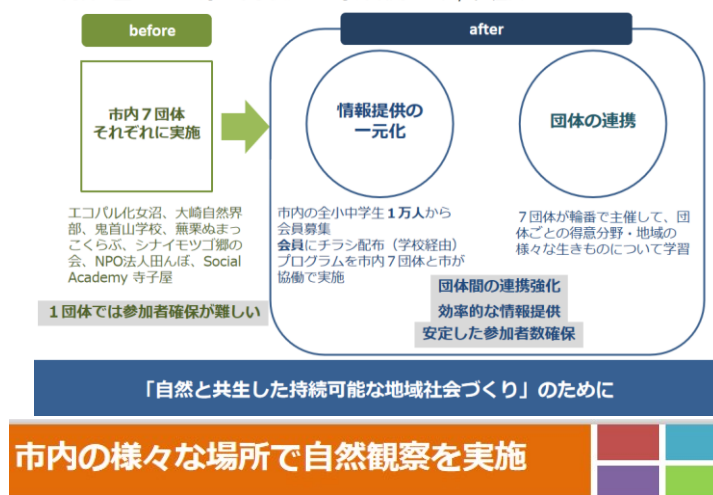 before
after
市内７団体
それぞれに実施
情報提供の
一元化
団体の連携
エコパル化女沼、大崎自然界
部、鬼首山学校、蕪栗ぬまっ
こくらぶ、シナイモツゴ郷の
会、NPO法人田んぼ、Social
Academy 寺子屋
市内の全小中学生１万人から
会員募集
会員にチラシ配布（学校経由）
プログラムを市内７団体と市が
協働で実施
７団体が輪番で主催して、団
体ごとの得意分野・地域の
様々な生きものについて学習
１団体では参加者確保が難しい
団体間の連携強化
効率的な情報提供
安定した参加者数確保
「自然と共生した持続可能な地域社会づくり」のために
市内の様々な場所で自然観察を実施